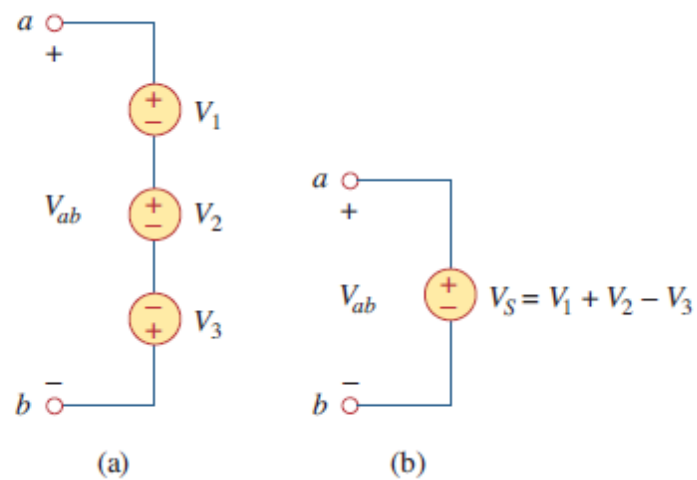 a
+
+
−
V1
Vab
+
−
V2
−
+
V3
−
b
(a)
a
+
Vab
+
−
VS = V1 + V2 − V3
−
b
(b)